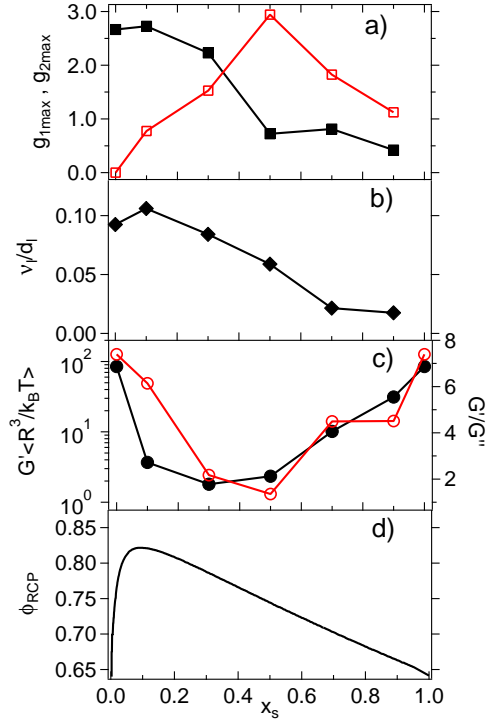 a)
3.0
2.0
1.0
0.0
g1max , g2max
b)
0.10
0.05
0.00
νl/dl
c)
10²
10¹
10⁰
G'<R³/kBT>
8
6
4
2
G'/G''
d)
0.85
0.80
0.75
0.70
0.65
ϕRCP
0.0 0.2 0.4 0.6 0.8 1.0
xs